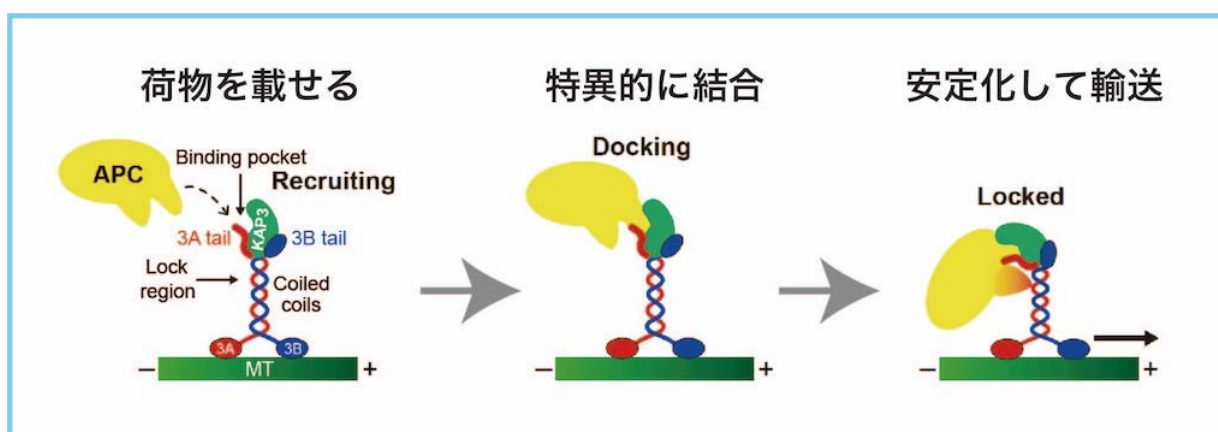 荷物を載せる
特異的に結合
安定化して輸送
APC
Binding pocket
Recruiting
KAP3
3A tail
3B tail
Lock
region
Coiled
coils
3A
3B
− MT +
Docking
− +
Locked
− +